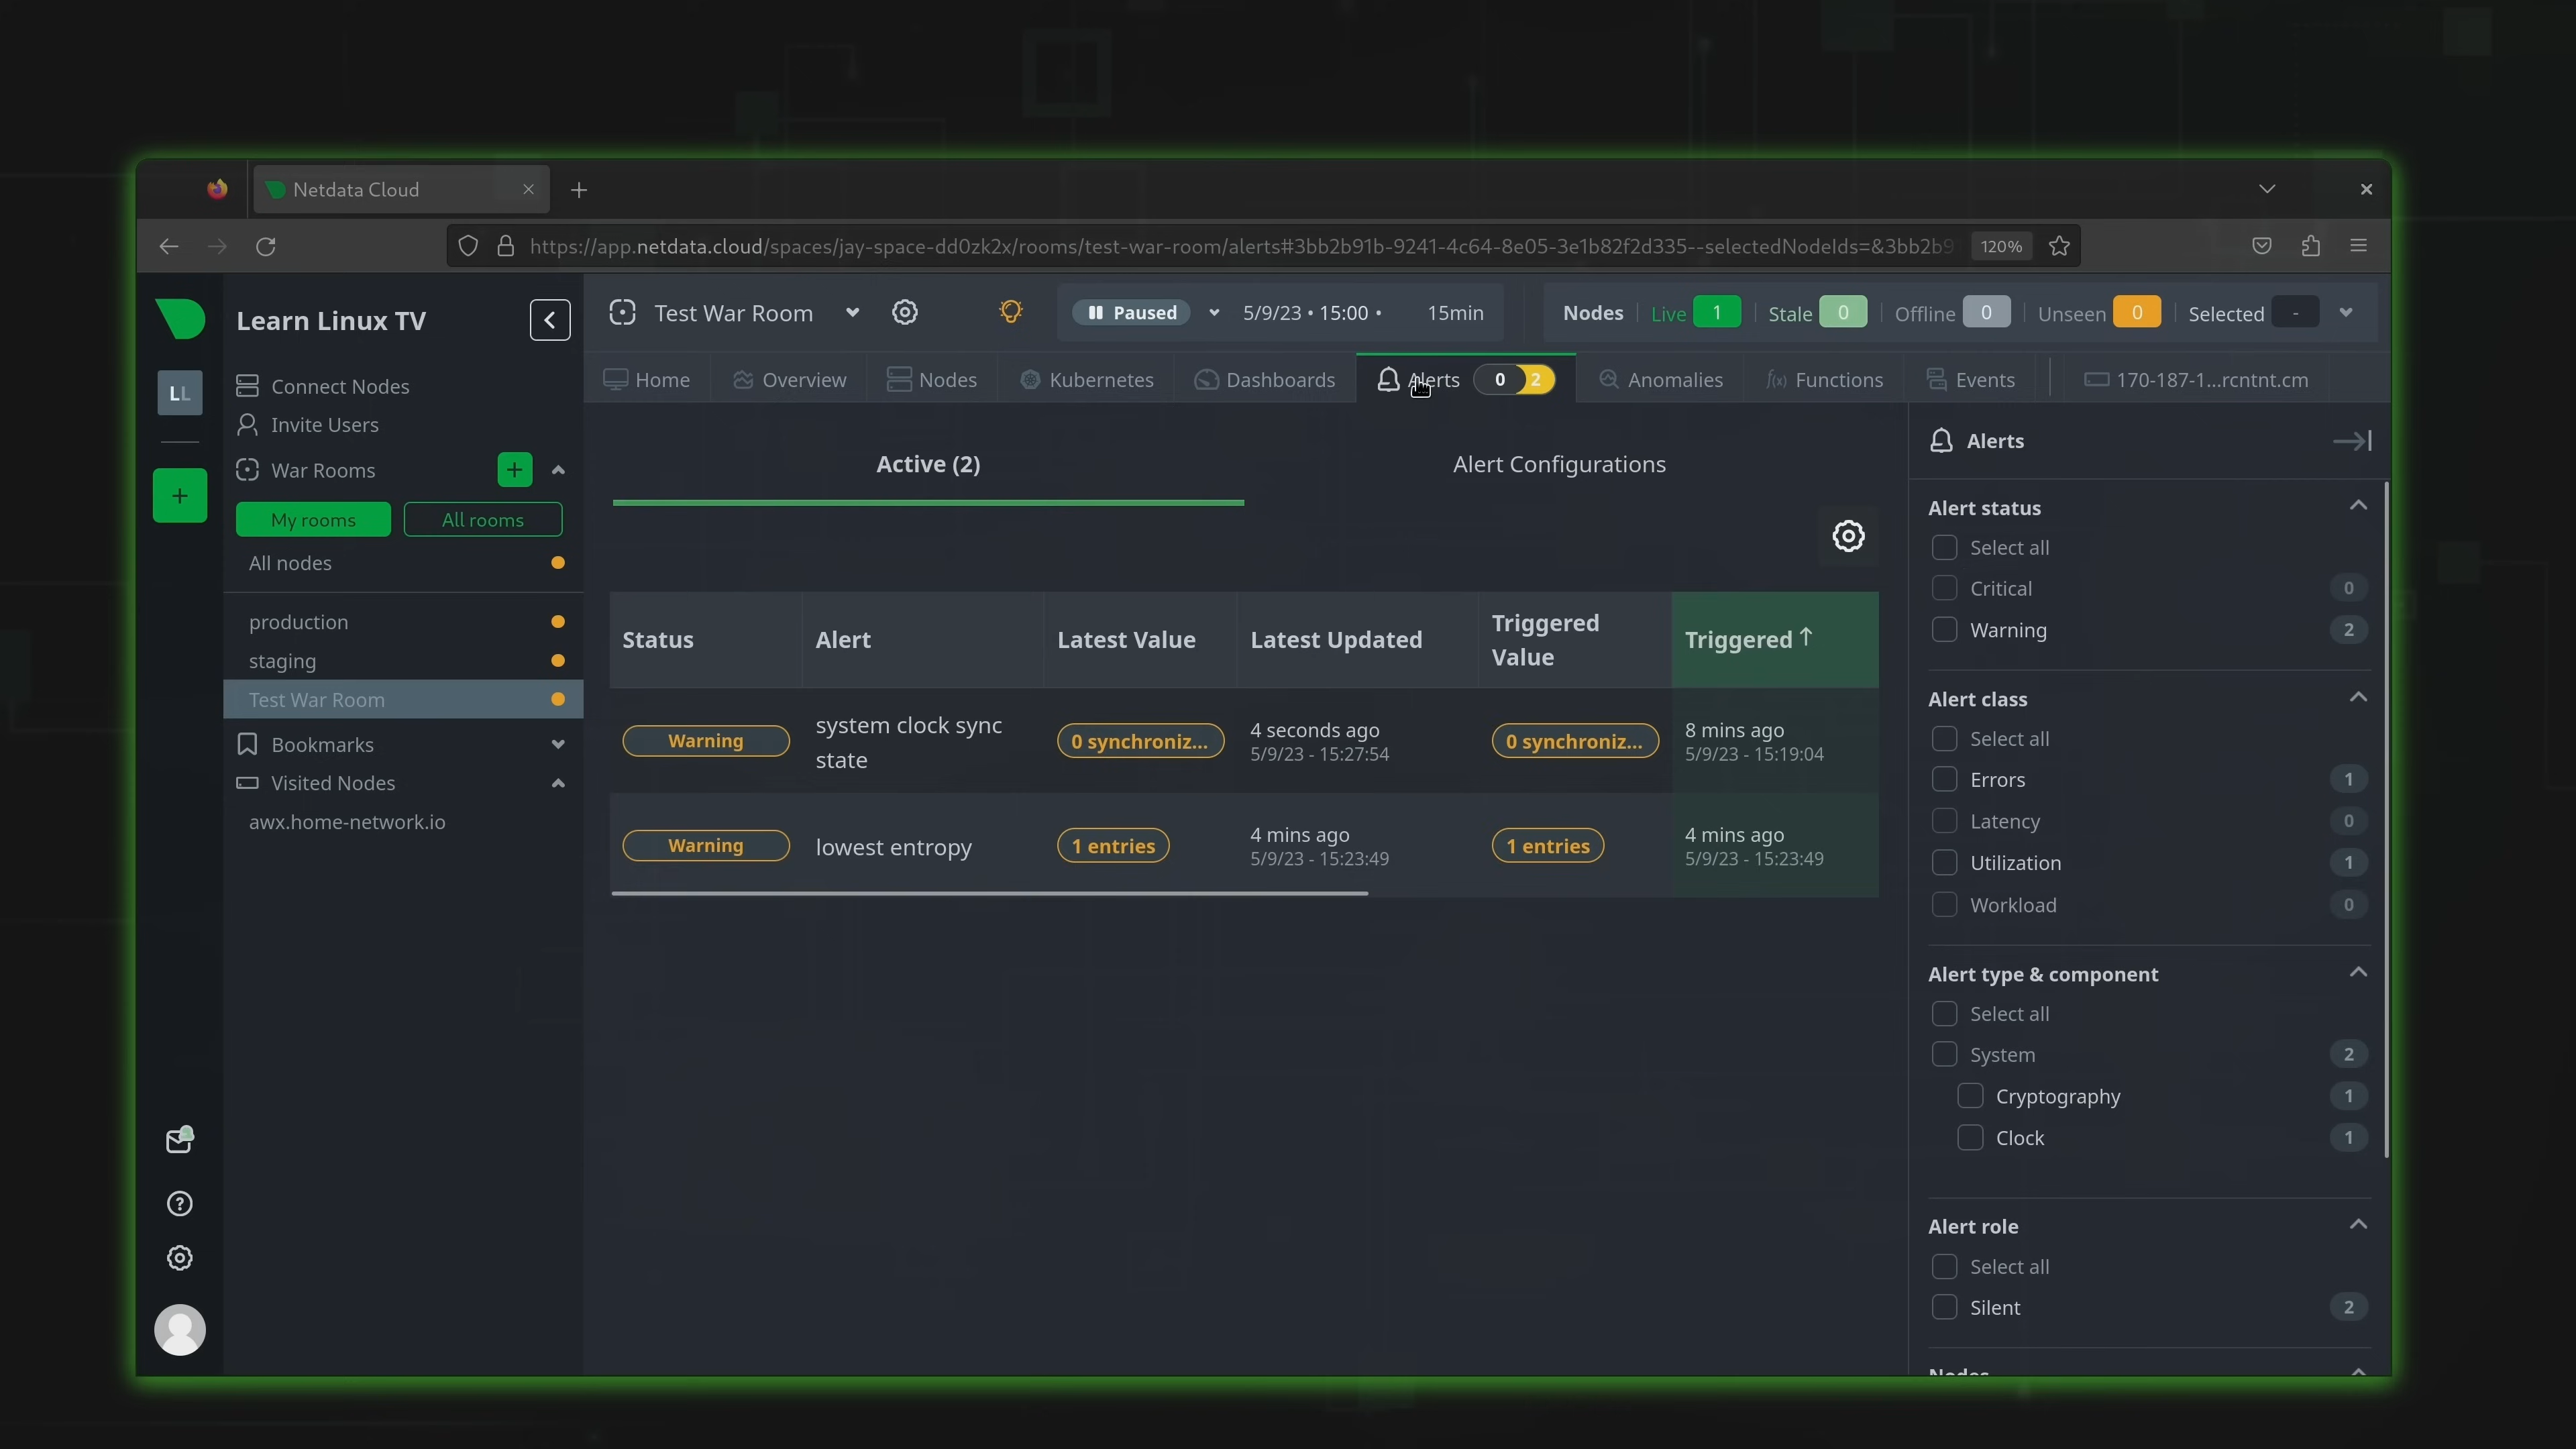 Netdata Cloud
https://app.netdata.cloud/spaces/jay-space-dd0zk2x/rooms/test-war-room/alerts#3bb2b91b-9241-4c64-8e05-3e1b82f2d335--selectedNodeIds=&3bb2b9
120%
Learn Linux TV
LL
Connect Nodes
Invite Users
War Rooms
My rooms
All rooms
All nodes
production
staging
Test War Room
Bookmarks
Visited Nodes
awx.home-network.io
Test War Room
Paused
5/9/23 • 15:00 • 15min
Nodes Live 1 Stale 0 Offline 0 Unseen 0 Selected -
Home Overview Nodes Kubernetes Dashboards Alerts 0 2 Anomalies f(x) Functions Events 170-187-1...rcntnt.cm
Active (2)
Alert Configurations
Status Alert Latest Value Latest Updated Triggered Value Triggered ↑
Warning system clock sync state 0 synchroniz... 4 seconds ago 5/9/23 - 15:27:54 0 synchroniz... 8 mins ago 5/9/23 - 15:19:04
Warning lowest entropy 1 entries 4 mins ago 5/9/23 - 15:23:49 1 entries 4 mins ago 5/9/23 - 15:23:49
Alerts
Alert status
Select all
Critical 0
Warning 2
Alert class
Select all
Errors 1
Latency 0
Utilization 1
Workload 0
Alert type & component
Select all
System 2
Cryptography 1
Clock 1
Alert role
Select all
Silent 2
Nodes